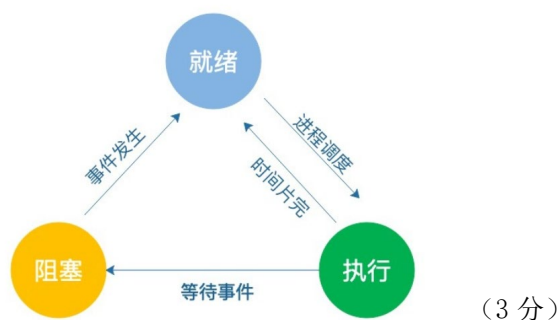 就绪
事件发生
进程调度
时间片完
阻塞
等待事件
执行
（3 分）